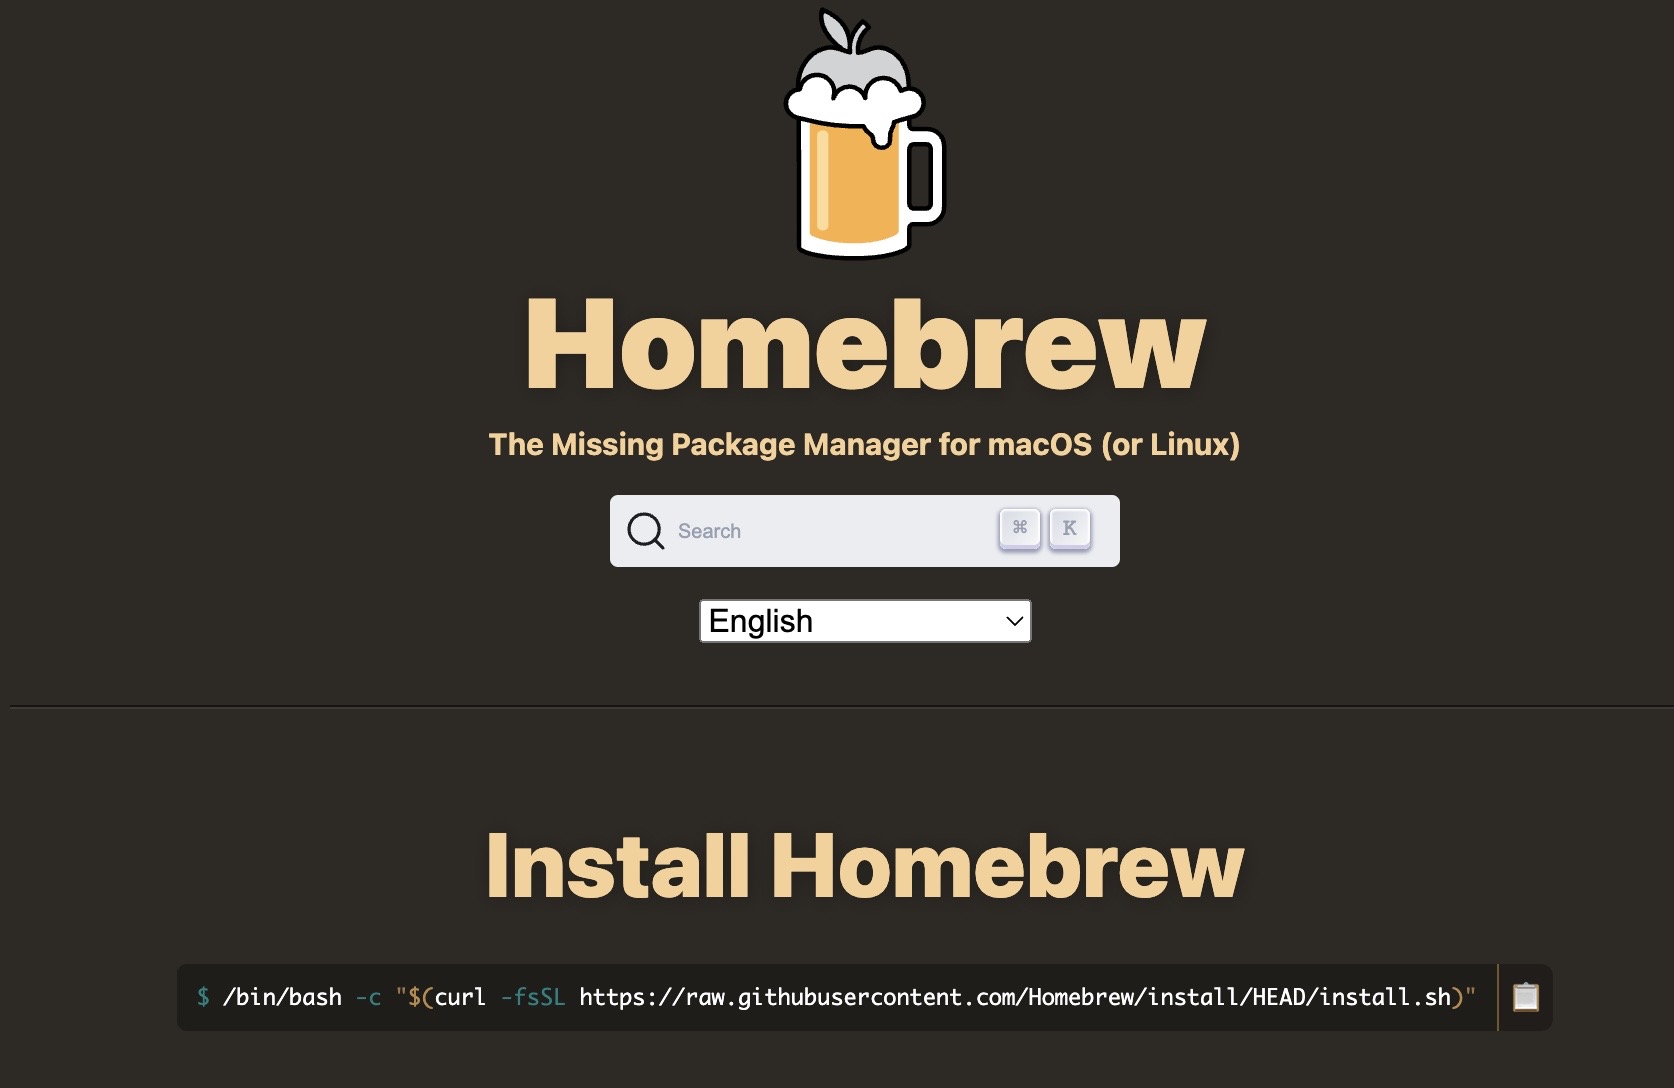 Homebrew
The Missing Package Manager for macOS (or Linux)
Search ⌘ K
English
Install Homebrew
$ /bin/bash -c "$(curl -fsSL https://raw.githubusercontent.com/Homebrew/install/HEAD/install.sh)"